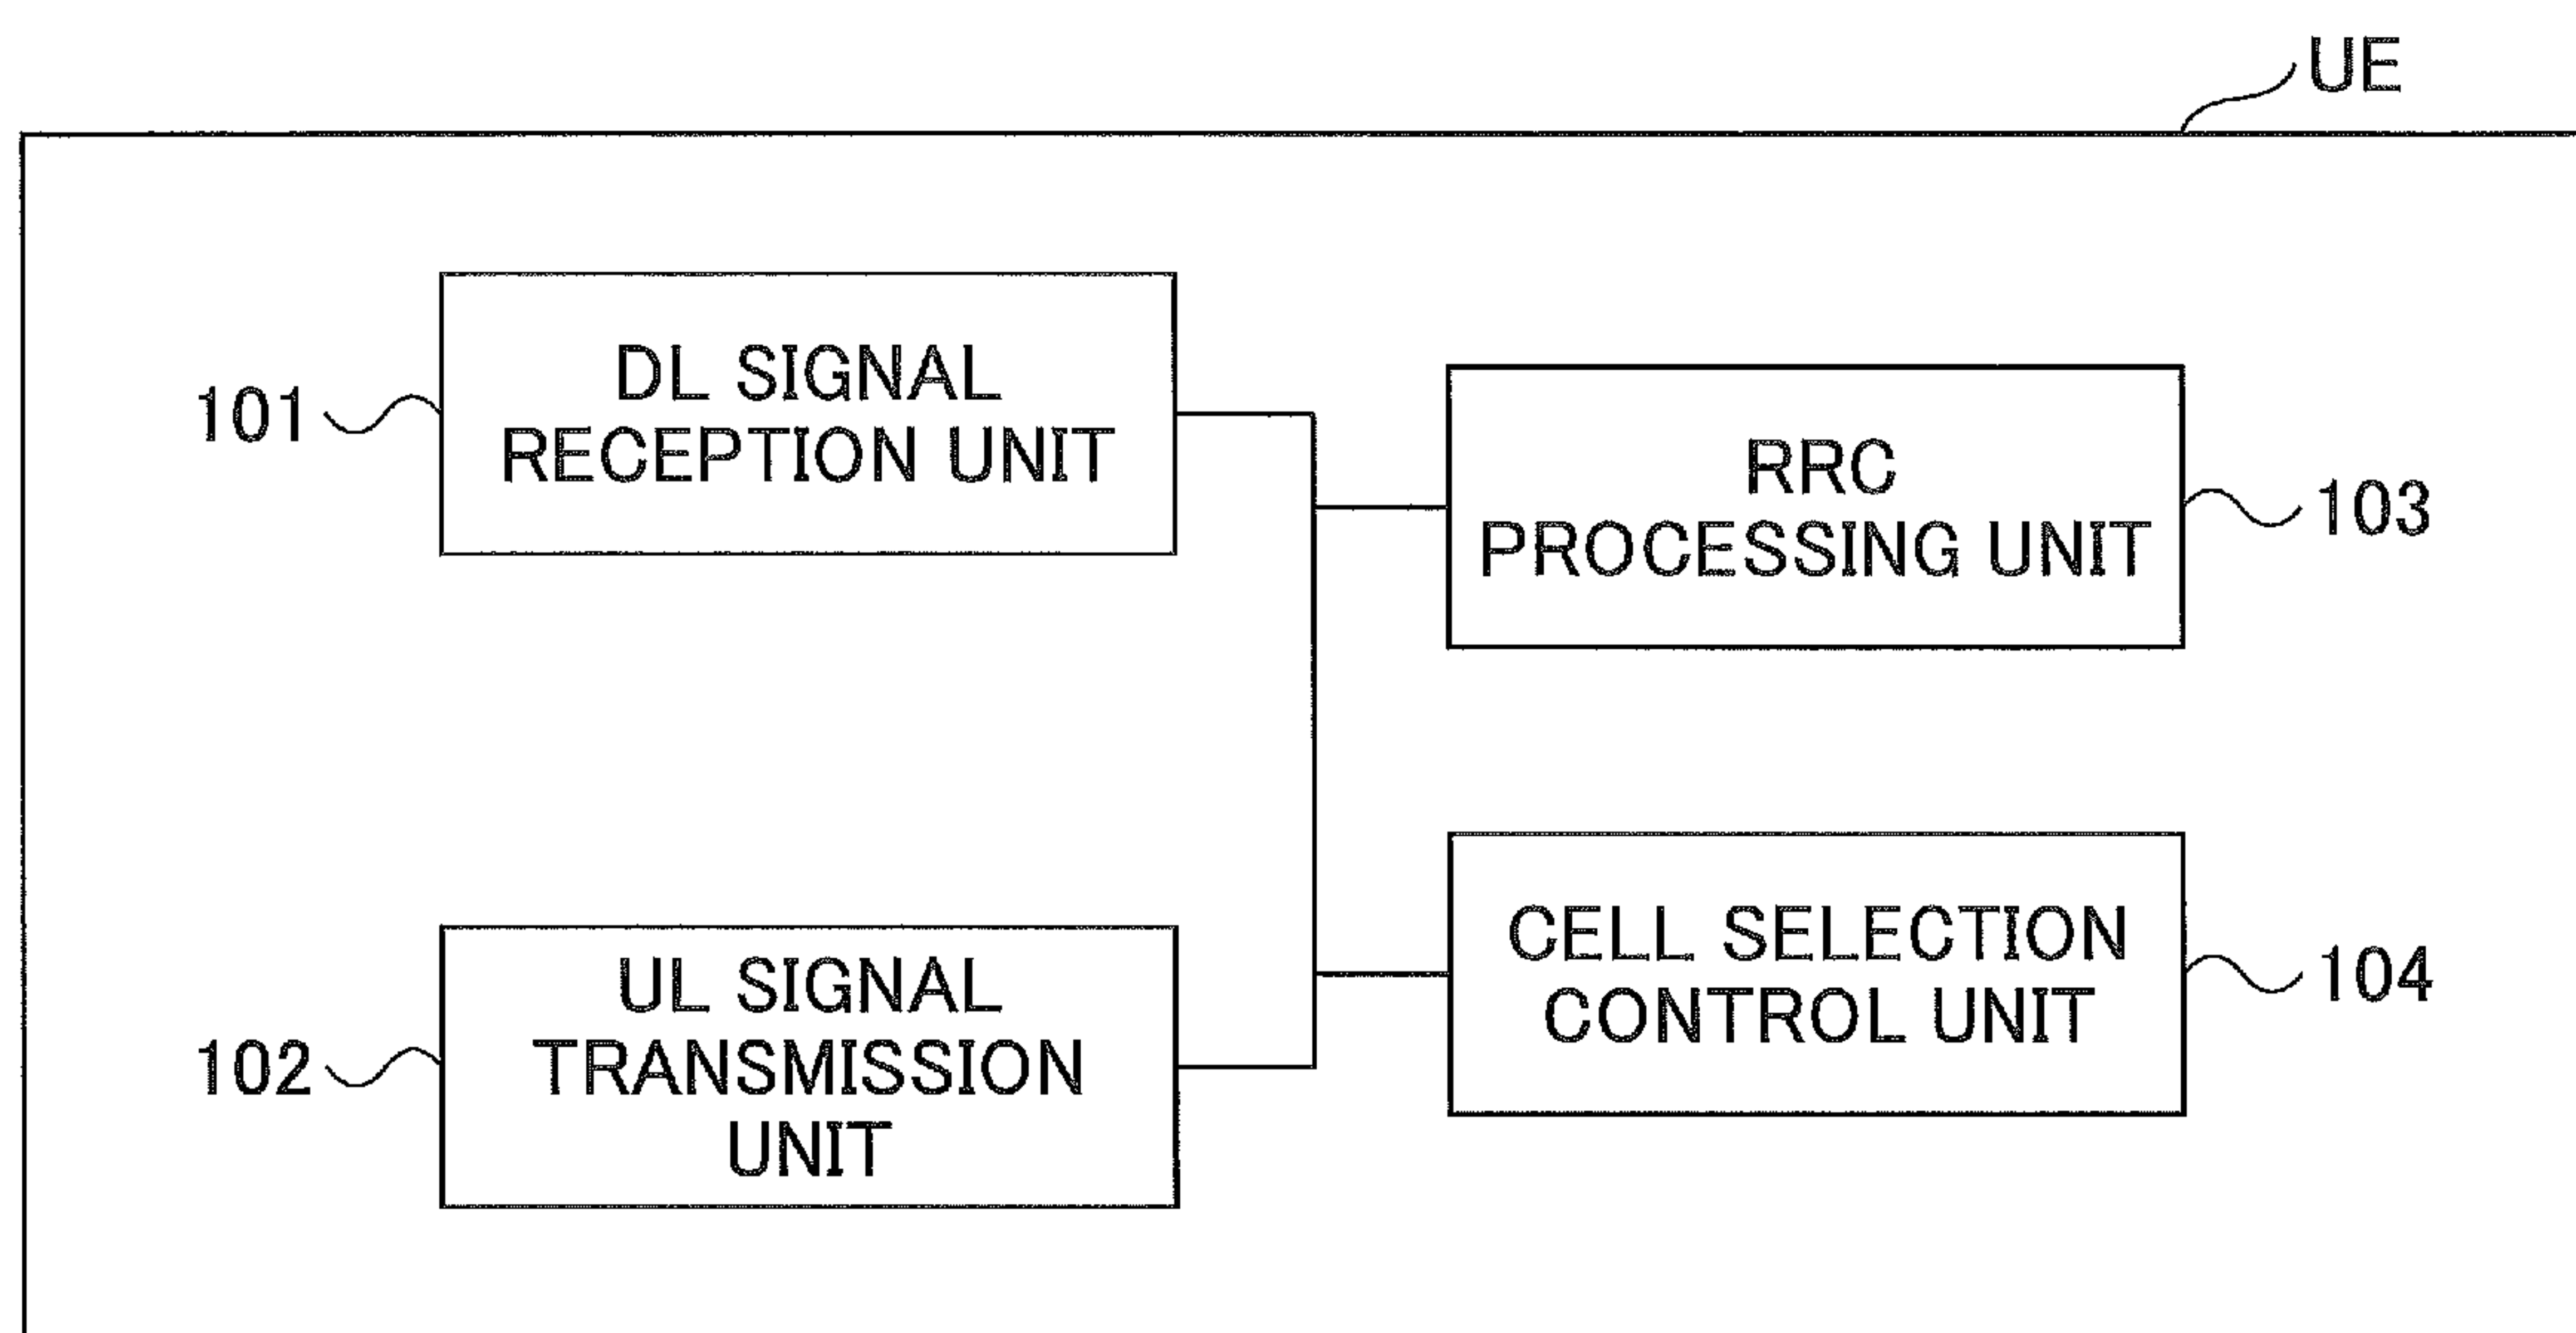 UE
101
DL SIGNAL
RECEPTION UNIT
RRC
PROCESSING UNIT
103
102
UL SIGNAL
TRANSMISSION
UNIT
CELL SELECTION
CONTROL UNIT
104